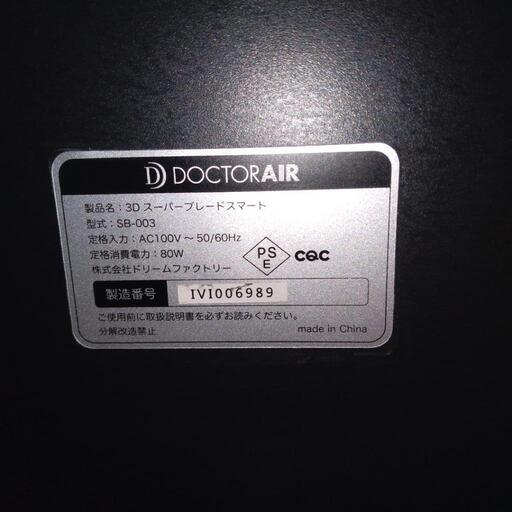 DOCTORAIR
製品名：3Dスーパーブレードスマート
型式：SB-003
定格入力：AC100V～50/60Hz
定格消費電力：80W
株式会社ドリームファクトリー
PS
E
CQC
製造番号 IVI006989
ご使用前に取扱説明書を必ずお読みください。
分解改造禁止
made in China